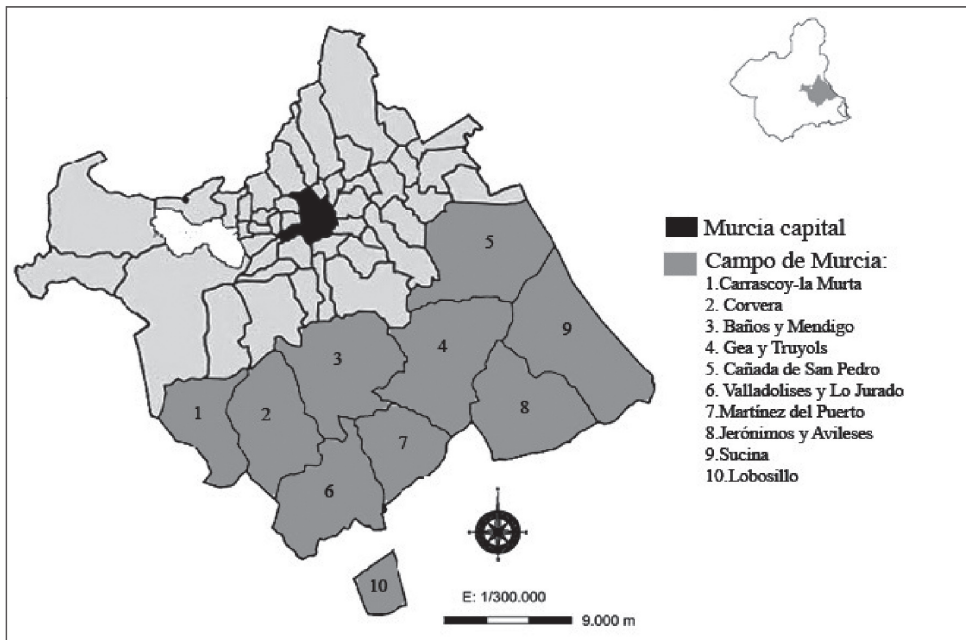 5
9
3
4
1
2
8
7
6
10
Murcia capital
Campo de Murcia:
1.Carrascoy-la Murta
2. Corvera
3. Baños y Mendigo
4. Gea y Truyols
5. Cañada de San Pedro
6. Valladolises y Lo Jurado
7.Martínez del Puerto
8.Jerónimos y Avileses
9.Sucina
10.Lobosillo
E: 1/300.000
9.000 m